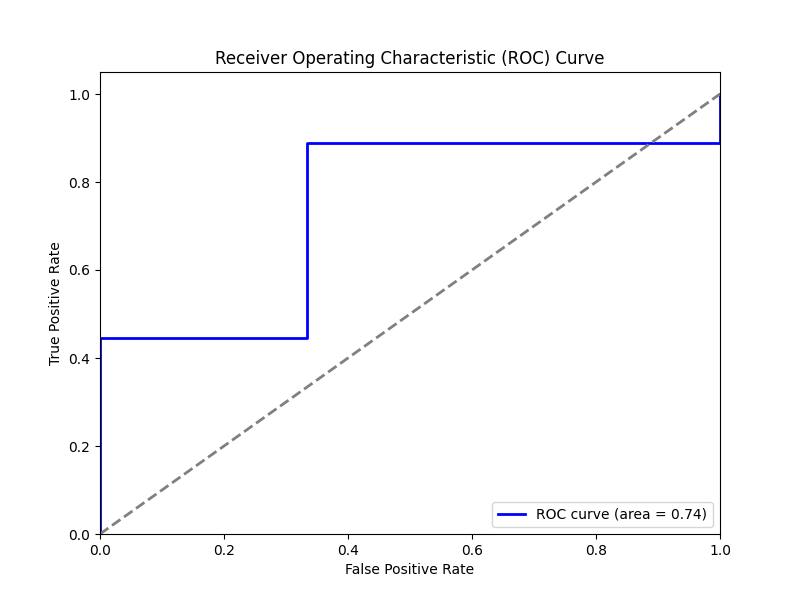 Receiver Operating Characteristic (ROC) Curve
1.0
0.8
0.6
0.4
0.2
0.0
True Positive Rate
ROC curve (area = 0.74)
0.0 0.2 0.4 0.6 0.8 1.0
False Positive Rate